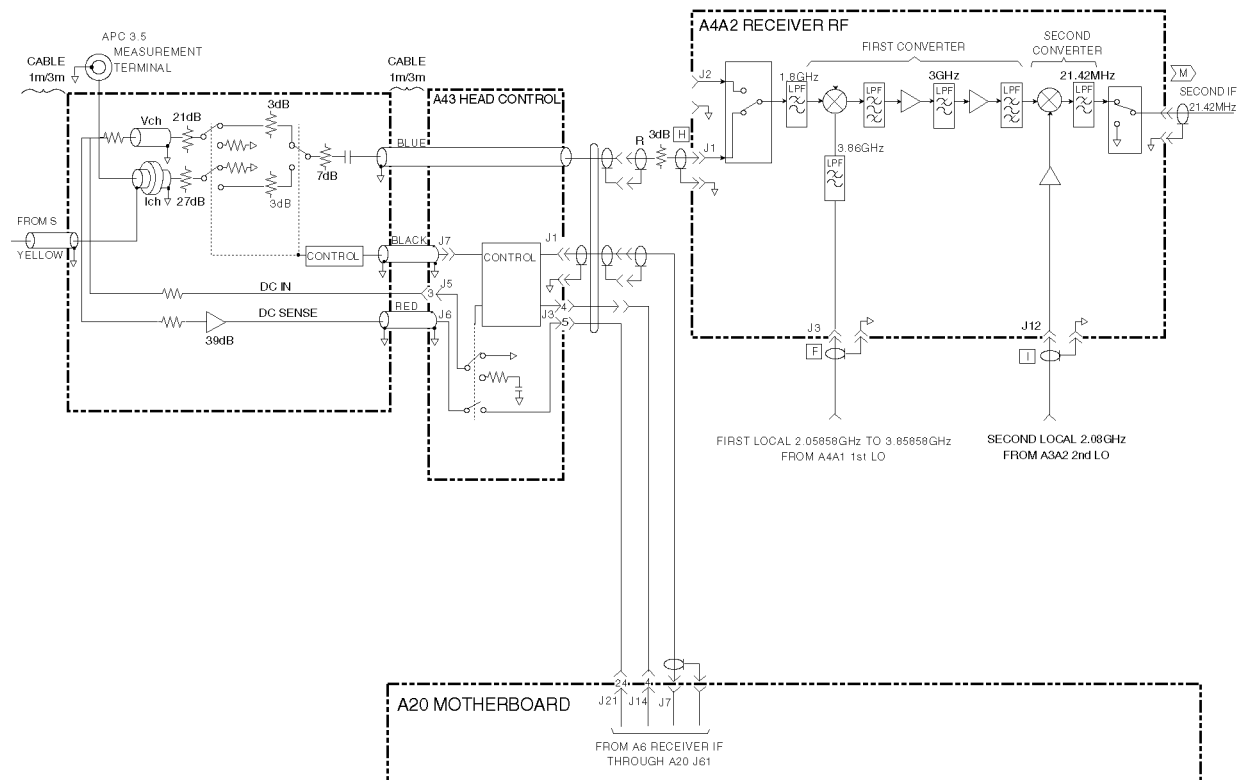 APC 3.5
MEASUREMENT
TERMINAL
CABLE
1m/3m
CABLE
1m/3m
3dB
Vch
21dB
7dB
Ich
27dB
3dB
FROM S
YELLOW
CONTROL
DC IN
DC SENSE
39dB
A43 HEAD CONTROL
BLUE
BLACK
J7
J1
CONTROL
3
J5
RED
J6
4
J3
5
R
3dB
H
A4A2 RECEIVER RF
FIRST CONVERTER
SECOND
CONVERTER
J2
J1
1.8GHz
LPF
LPF
3GHz
LPF
LPF
21.42MHz
LPF
M
SECOND IF
21.42MHz
3.86GHz
LPF
J3
F
J12
I
FIRST LOCAL 2.05858GHz TO 3.85858GHz
FROM A4A1 1st LO
SECOND LOCAL 2.08GHz
FROM A3A2 2nd LO
24
4
J21
J14
J7
A20 MOTHERBOARD
FROM A6 RECEIVER IF
THROUGH A20 J61